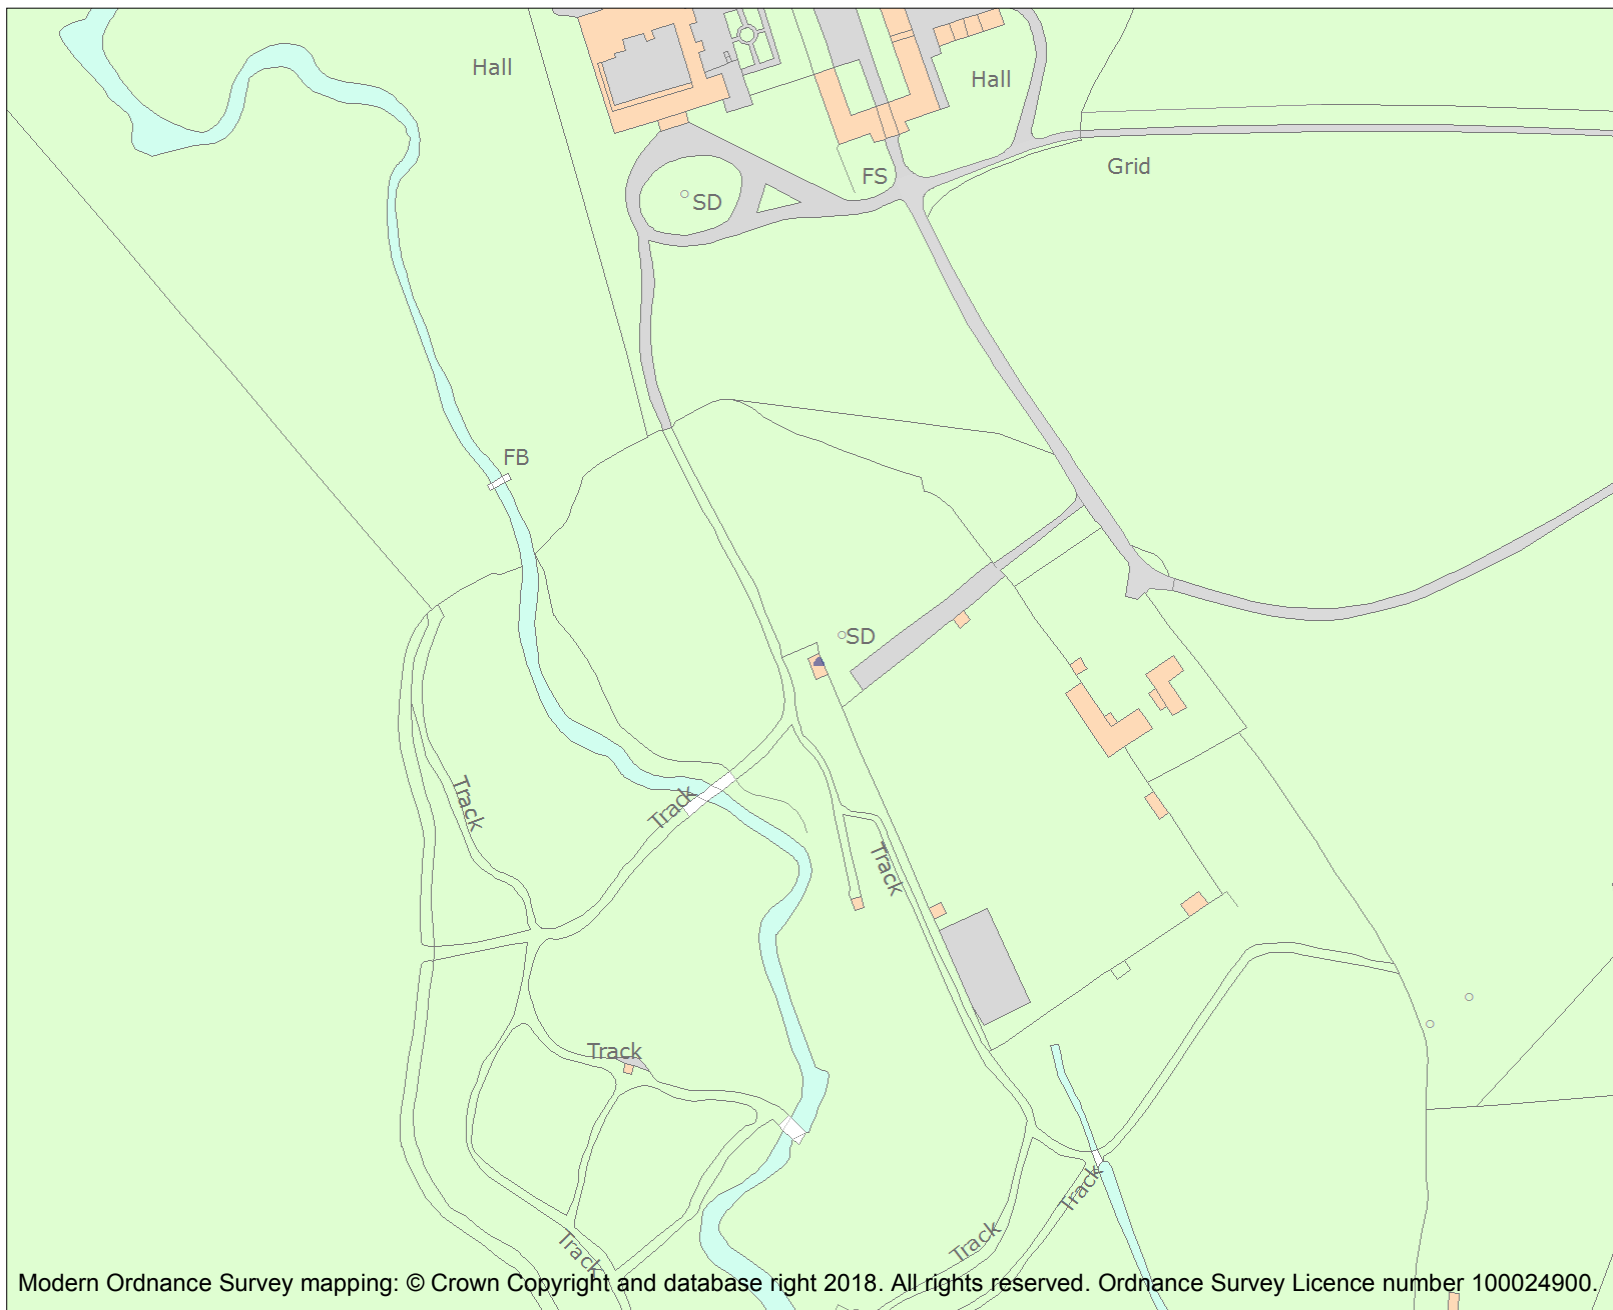 Hall
Hall
Grid
FS
SD
FB
SD
Track
Track
Track
Track
Track
Track
Track
Modern Ordnance Survey mapping: © Crown Copyright and database right 2018. All rights reserved. Ordnance Survey Licence number 100024900.